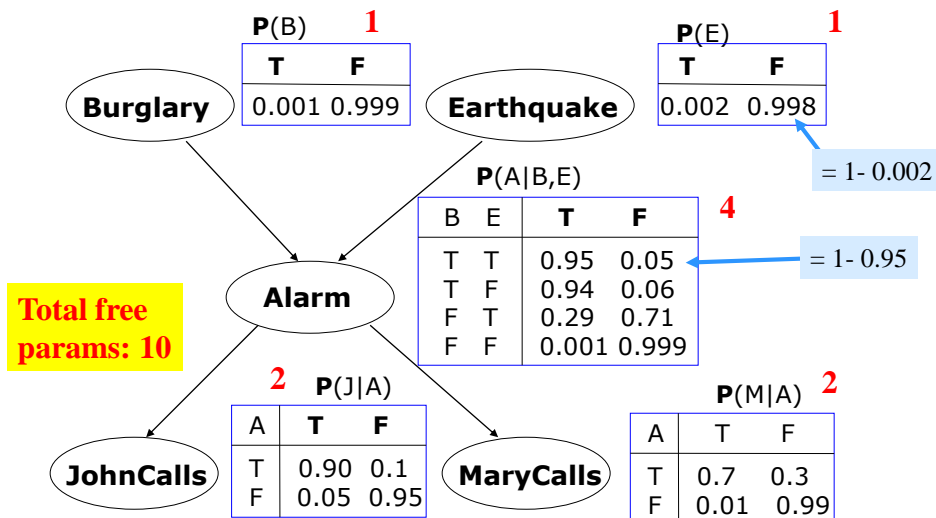 P(B) 1
T F
0.001 0.999
Burglary
P(E) 1
T F
0.002 0.998
Earthquake
= 1- 0.002
P(A|B,E)
4
B E T F
T T 0.95 0.05
T F 0.94 0.06
F T 0.29 0.71
F F 0.001 0.999
= 1- 0.95
Alarm
Total free
params: 10
2 P(J|A)
A T F
T 0.90 0.1
F 0.05 0.95
JohnCalls
P(M|A) 2
A T F
T 0.7 0.3
F 0.01 0.99
MaryCalls